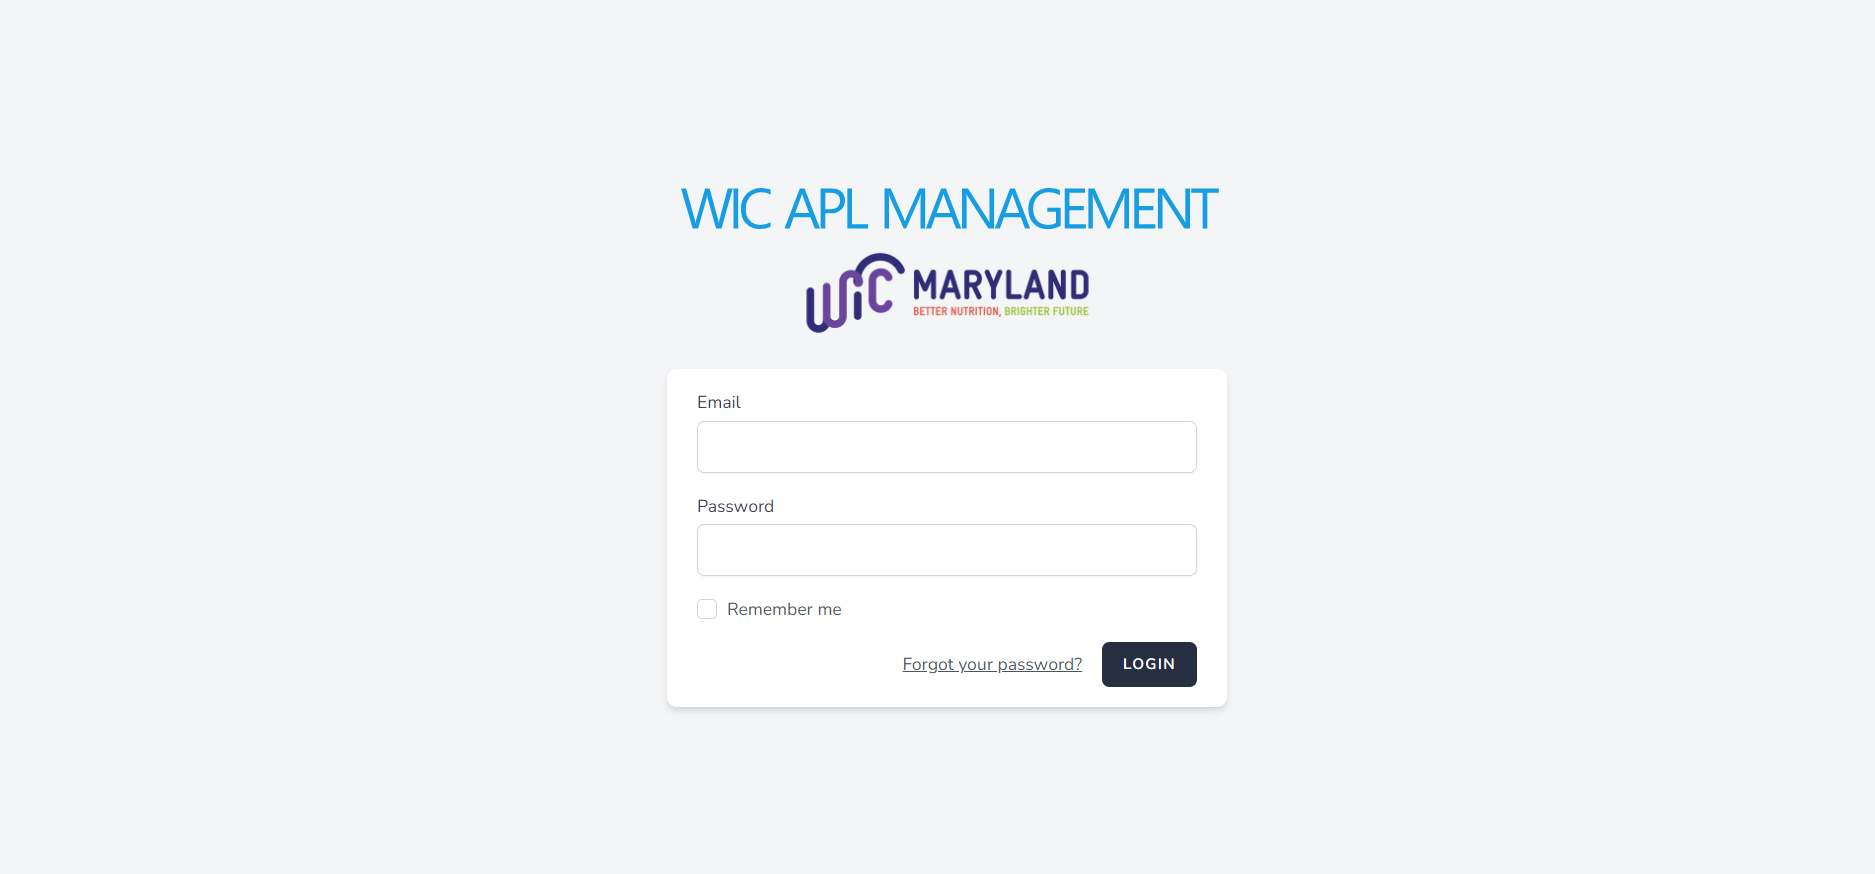 WIC APL MANAGEMENT
WiC MARYLAND
BETTER NUTRITION, BRIGHTER FUTURE
Email
Password
Remember me
Forgot your password? LOGIN